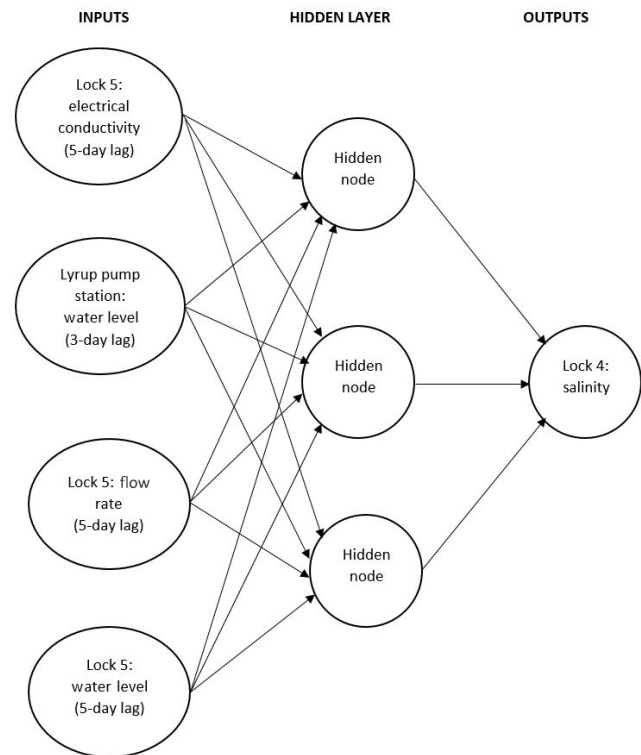 INPUTS
HIDDEN LAYER
OUTPUTS
Lock 5:
electrical
conductivity
(5-day lag)
Lyrup pump
station:
water level
(3-day lag)
Lock 5: flow
rate
(5-day lag)
Lock 5:
water level
(5-day lag)
Hidden
node
Hidden
node
Hidden
node
Lock 4:
salinity